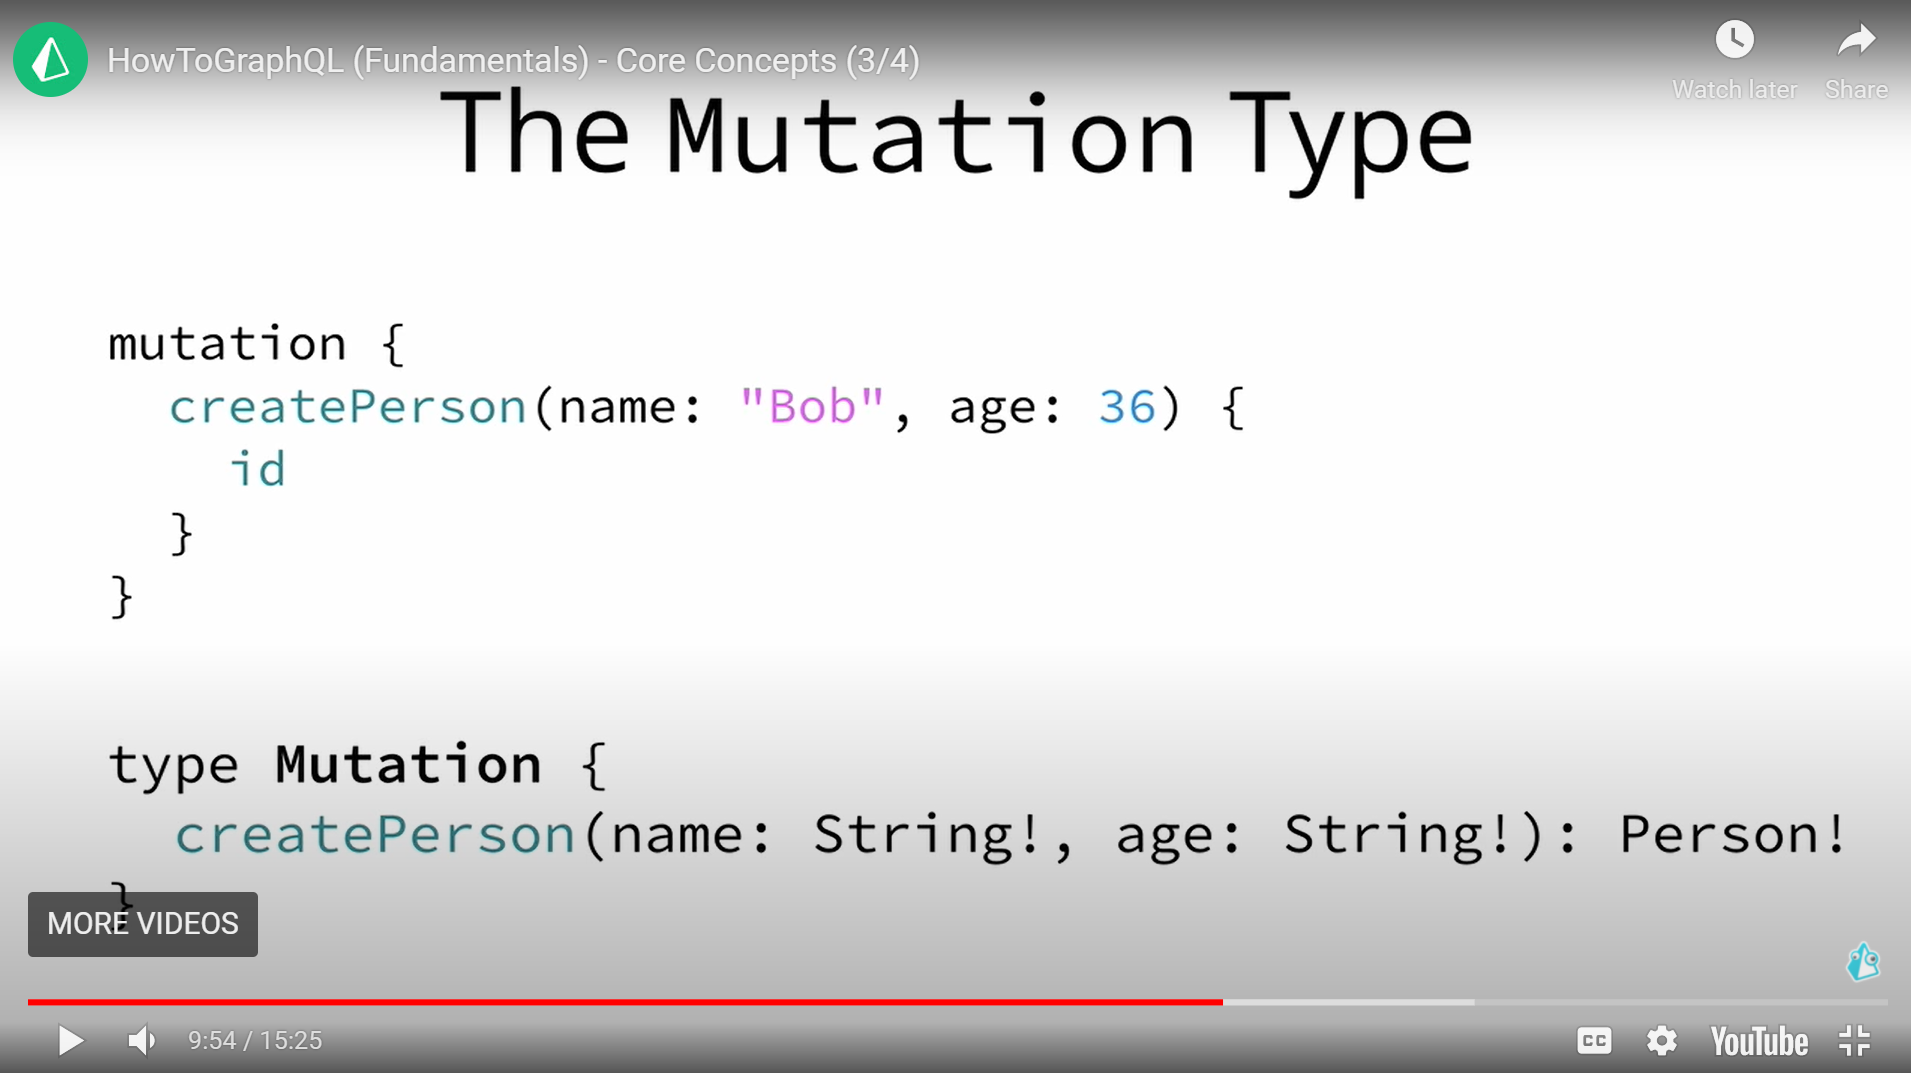 HowToGraphQL (Fundamentals) - Core Concepts (3/4)
Watch later
Share
The Mutation Type
mutation {
createPerson(name: "Bob", age: 36) {
id
}
}
type Mutation {
createPerson(name: String!, age: String!): Person!
}
MORE VIDEOS
9:54 / 15:25
CC
YouTube